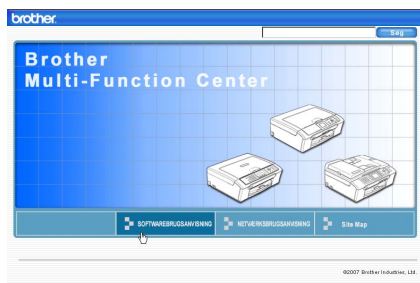 brother.
Søg
Brother
Multi-Function Center
SOFTWAREBRUGSANVISNING
NETVÆRKSBRUGSANVISNING
Site Map
©2007 Brother Industries, Ltd.